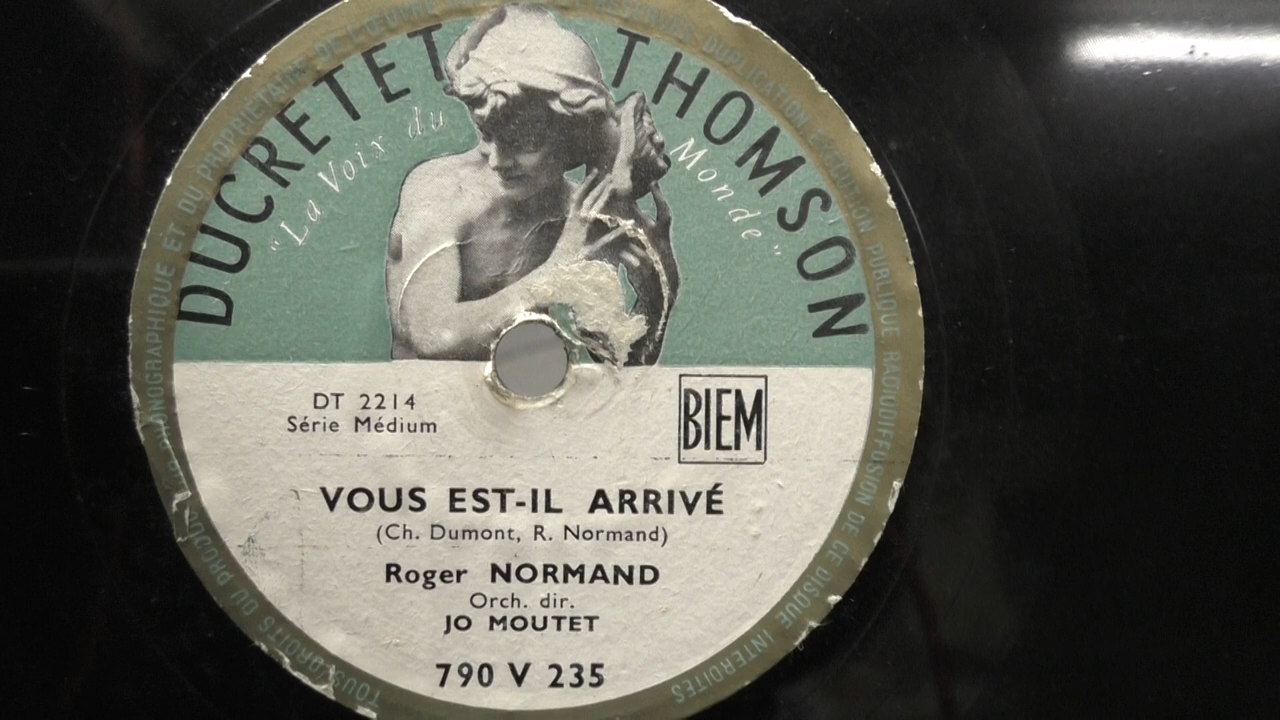 TOUS DROITS DU PRODUCTEUR PHONOGRAPHIQUE ET DU PROPRIÉTAIRE DE L'ŒUVRE RÉSERVÉS DUPLICATION EXÉCUTION PUBLIQUE RADIODIFFUSION DE CE DISQUE INTERDITES
DUCRETET THOMSON
"La Voix du Monde"
DT 2214
Série Médium
BIEM
VOUS EST-IL ARRIVÉ
(Ch. Dumont, R. Normand)
Roger NORMAND
Orch. dir.
JO MOUTET
790 V 235